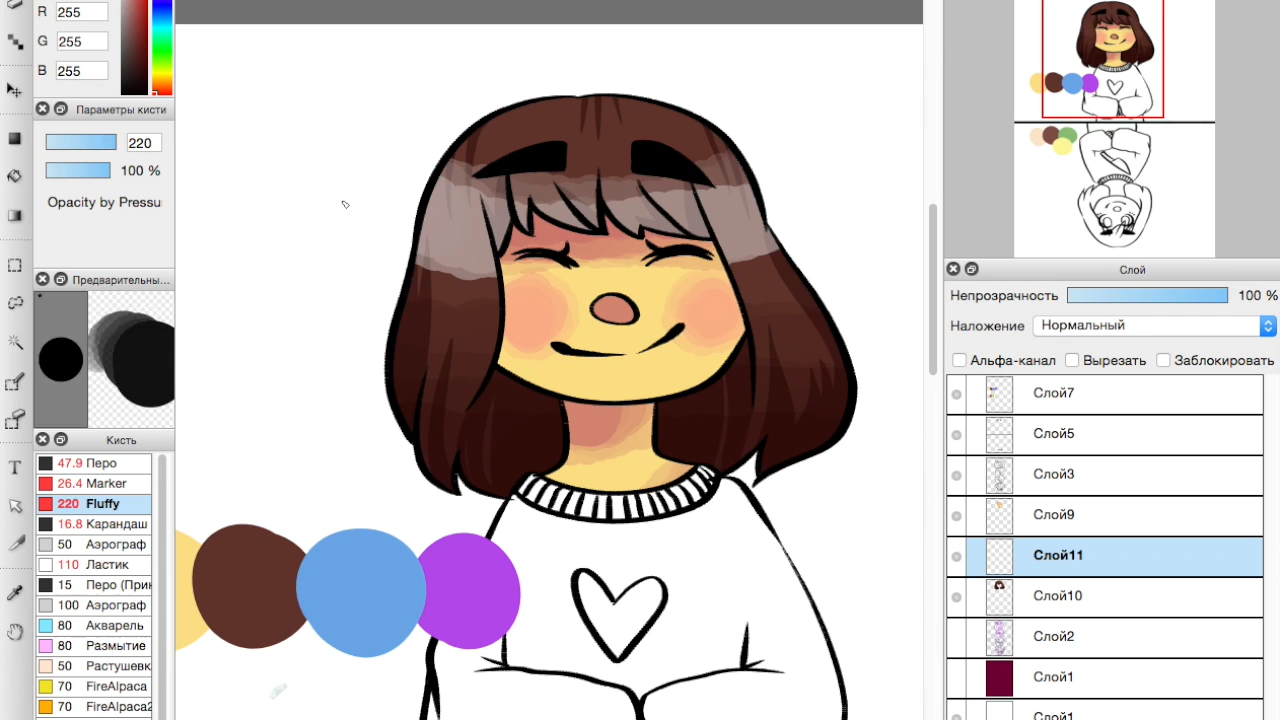 R 255
G 255
B 255
Параметры кисти
220
100 %
Opacity by Pressu
Предварительны...
Кисть
47.9 Перо
26.4 Marker
220 Fluffy
16.8 Карандаш
50 Аэрограф
110 Ластик
15 Перо (Прин
100 Аэрограф
80 Акварель
80 Размытие
50 Растушевк
70 FireAlpaca
70 FireAlpaca2
Слой
Непрозрачность 100 %
Наложение Нормальный
Альфа-канал Вырезать Заблокировать
Слой7
Слой5
Слой3
Слой9
Слой11
Слой10
Слой2
Слой1
Слой1